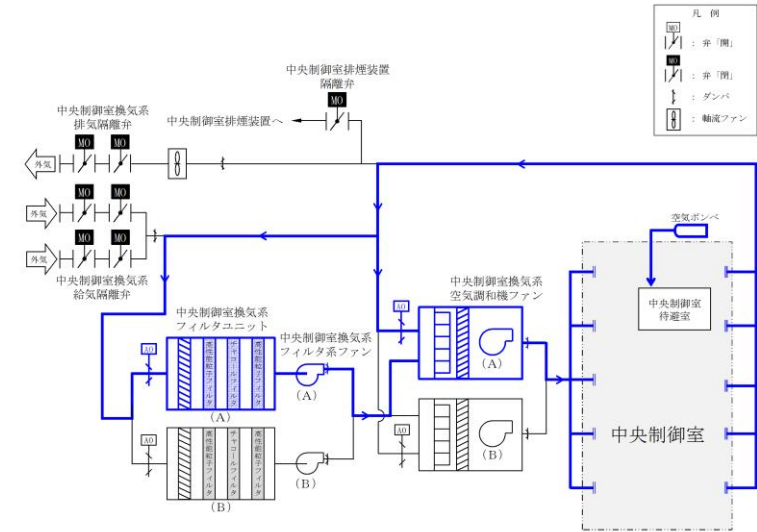 凡 例
MO
: 弁「開」
MO
: 弁「閉」
: ダンパ
: 軸流ファン
中央制御室排煙装置
隔離弁
MO
中央制御室排煙装置へ
中央制御室換気系
排気隔離弁
MO MO
外気
MO MO
外気
MO MO
外気
中央制御室換気系
給気隔離弁
空気ボンベ
中央制御室
待避室
中央制御室
中央制御室換気系
空気調和機ファン
AO
(A)
AO
(B)
中央制御室換気系
フィルタユニット
中央制御室換気系
フィルタ系ファン
AO
高性能粒子フィルタ
チャコールフィルタ
高性能粒子フィルタ
(A)
(A)
AO
高性能粒子フィルタ
チャコールフィルタ
高性能粒子フィルタ
(B)
(B)